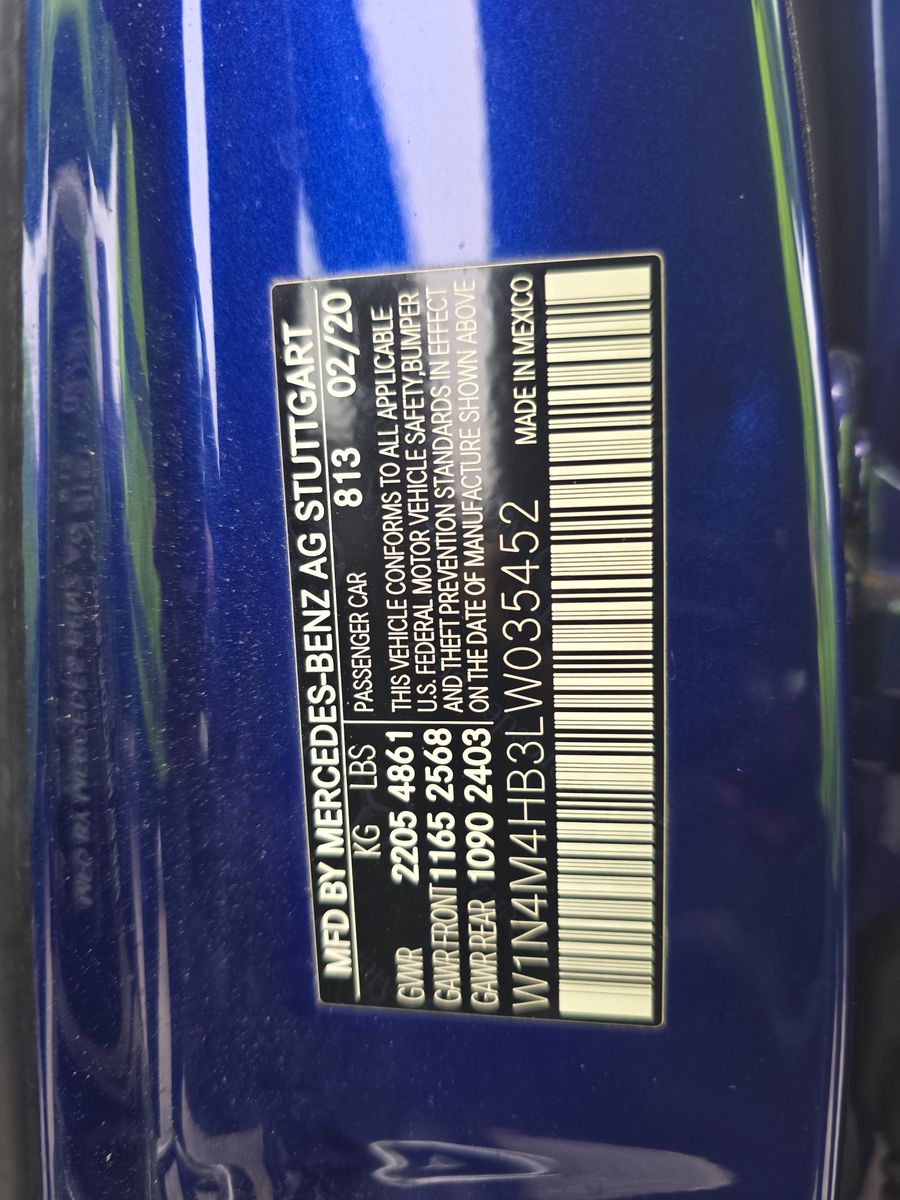 MFD BY MERCEDES-BENZ AG STUTTGART
KG LBS PASSENGER CAR 813 02/20
GWR 2205 4861 THIS VEHICLE CONFORMS TO ALL APPLICABLE
GAWR FRONT 1165 2568 U.S. FEDERAL MOTOR VEHICLE SAFETY,BUMPER
GAWR REAR 1090 2403 AND THEFT PREVENTION STANDARDS IN EFFECT
ON THE DATE OF MANUFACTURE SHOWN ABOVE
W1N4M4HB3LW035452 MADE IN MEXICO